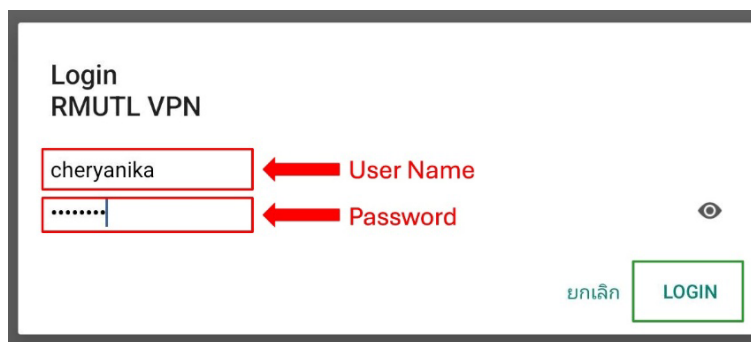 Login
RMUTL VPN
cheryanika User Name
•••••••• Password
ยกเลิก LOGIN